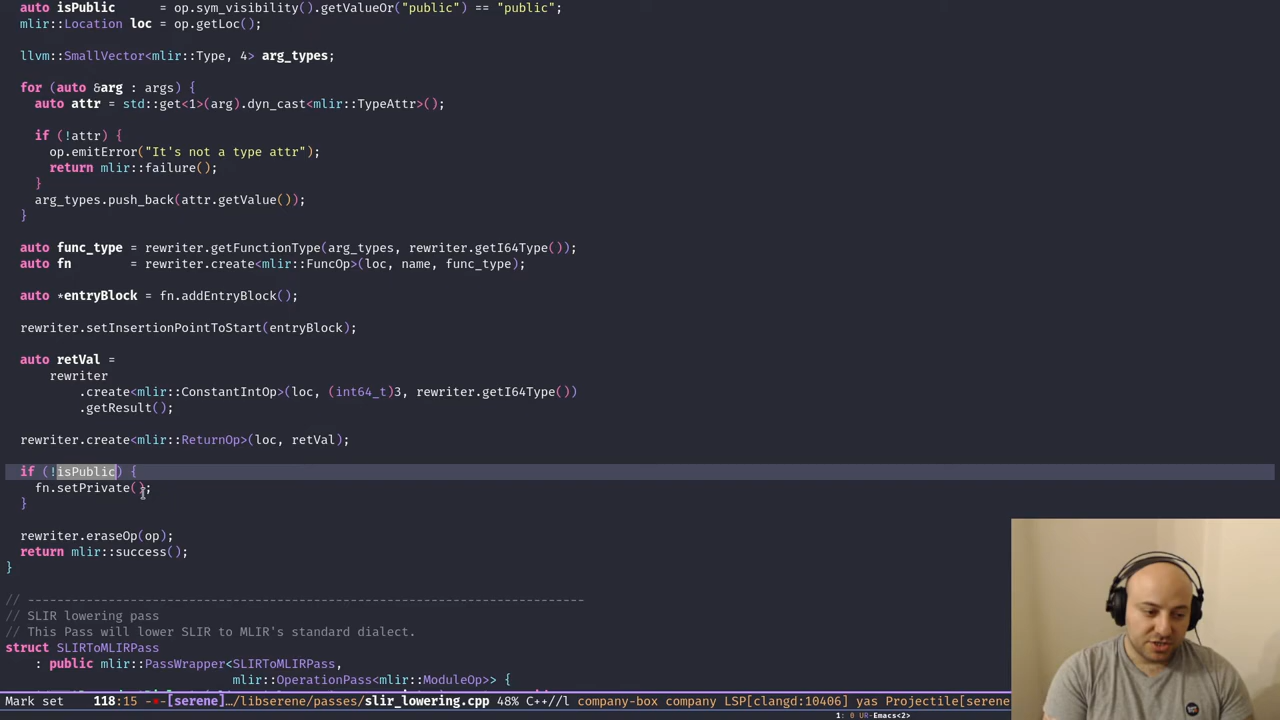 auto isPublic      = op.sym_visibility().getValueOr("public") == "public";
mlir::Location loc = op.getLoc();
llvm::SmallVector<mlir::Type, 4> arg_types;
for (auto &arg : args) {
auto attr = std::get<1>(arg).dyn_cast<mlir::TypeAttr>();
if (!attr) {
op.emitError("It's not a type attr");
return mlir::failure();
}
arg_types.push_back(attr.getValue());
}
auto func_type = rewriter.getFunctionType(arg_types, rewriter.getI64Type());
auto fn        = rewriter.create<mlir::FuncOp>(loc, name, func_type);
auto *entryBlock = fn.addEntryBlock();
rewriter.setInsertionPointToStart(entryBlock);
auto retVal =
rewriter
.create<mlir::ConstantIntOp>(loc, (int64_t)3, rewriter.getI64Type())
.getResult();
rewriter.create<mlir::ReturnOp>(loc, retVal);
if (!isPublic) {
fn.setPrivate();
}
rewriter.eraseOp(op);
return mlir::success();
}
// ----------------------------------------------------------------------------
// SLIR lowering pass
// This Pass will lower SLIR to MLIR's standard dialect.
struct SLIRToMLIRPass
: public mlir::PassWrapper<SLIRToMLIRPass,
mlir::OperationPass<mlir::ModuleOp>> {
Mark set 118:15 -*-[serene]…/libserene/passes/slir_lowering.cpp 48% C++//l company-box company LSP[clangd:10406] yas Projectile[serene
1: 0 UR-Emacs<2>